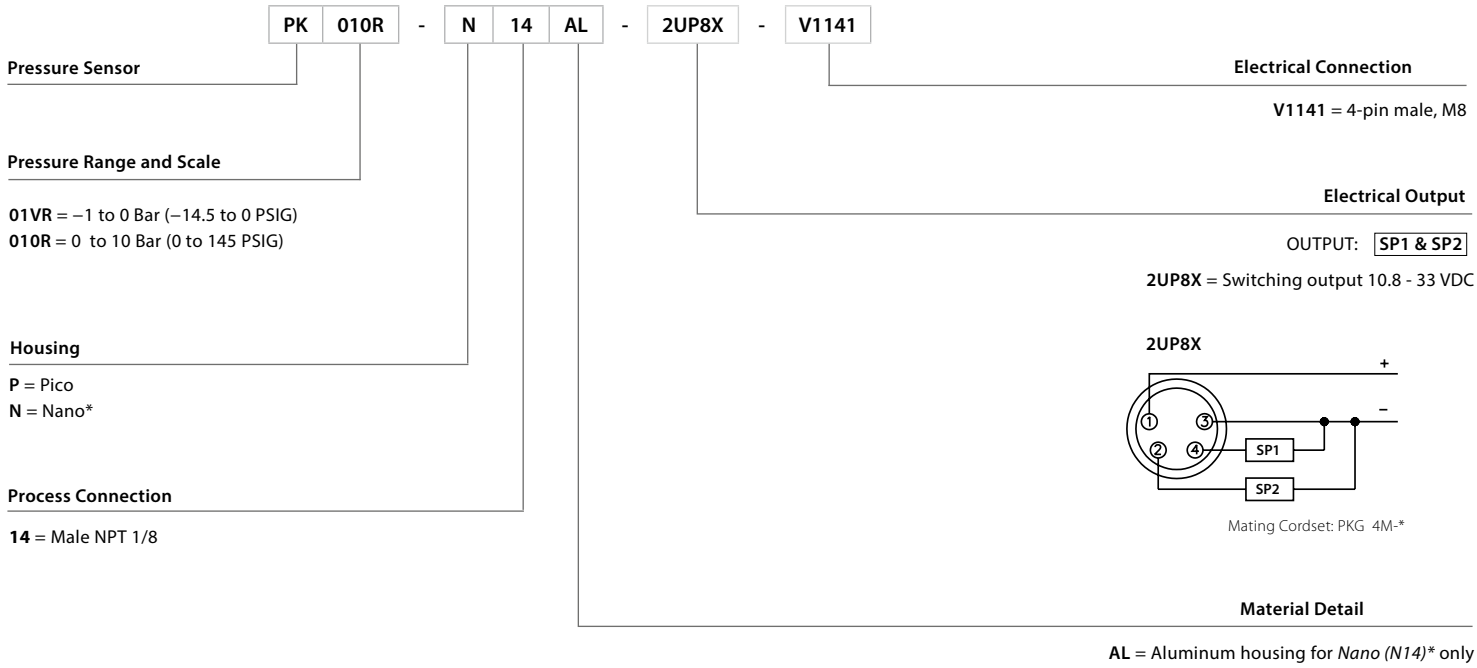 PK 010R - N 14 AL - 2UP8X - V1141
Pressure Sensor
Electrical Connection
V1141 = 4-pin male, M8
Pressure Range and Scale
01VR = −1 to 0 Bar (−14.5 to 0 PSIG)
010R = 0 to 10 Bar (0 to 145 PSIG)
Electrical Output
OUTPUT: SP1 & SP2
2UP8X = Switching output 10.8 - 33 VDC
Housing
P = Pico
N = Nano*
2UP8X
+
−
1 3
2 4 SP1
SP2
Mating Cordset: PKG 4M-*
Process Connection
14 = Male NPT 1/8
Material Detail
AL = Aluminum housing for Nano (N14)* only